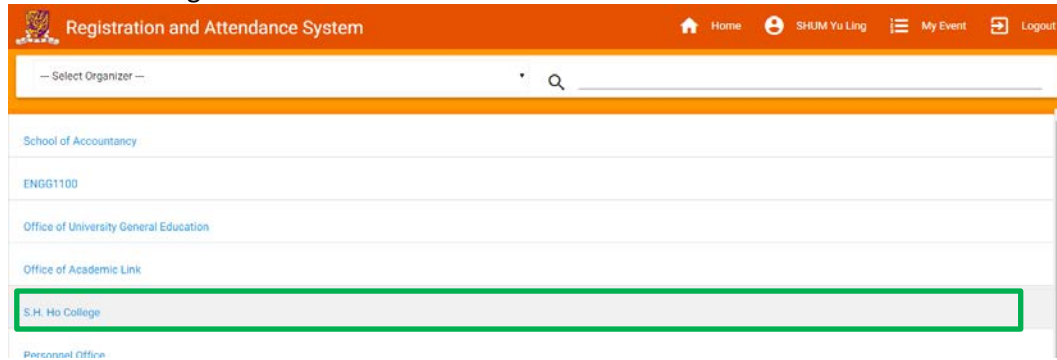 Registration and Attendance System
Home
SHUM Yu Ling
My Event
Logout
— Select Organizer —
School of Accountancy
ENGG1100
Office of University General Education
Office of Academic Link
S.H. Ho College
Personnel Office